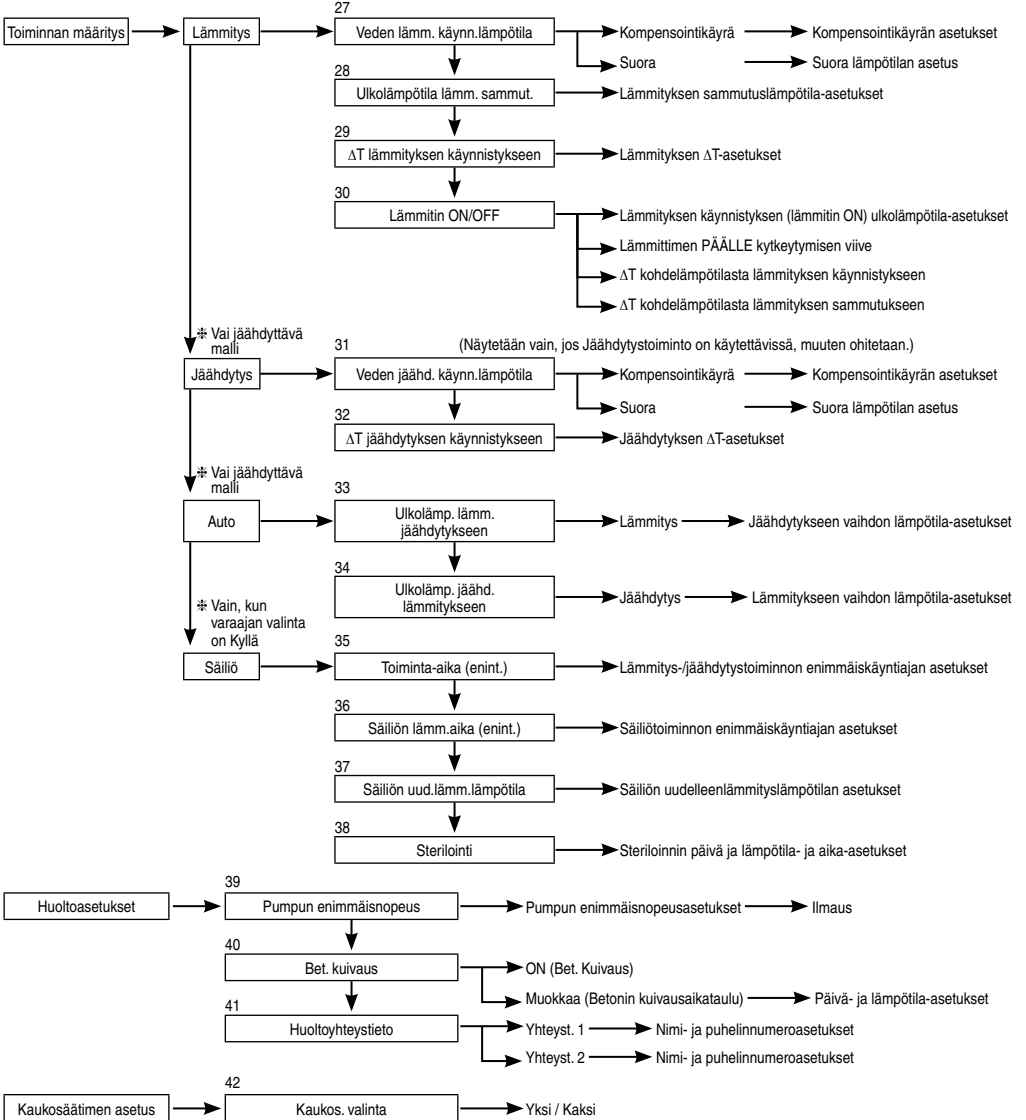 27
Toiminnan määritys
Lämmitys
Veden lämm. käynn.lämpötila
Kompensointikäyrä
Kompensointikäyrän asetukset
Suora
Suora lämpötilan asetus
28
Ulkolämpötila lämm. sammut.
Lämmityksen sammutuslämpötila-asetukset
29
ΔT lämmityksen käynnistykseen
Lämmityksen ΔT-asetukset
30
Lämmitin ON/OFF
Lämmityksen käynnistyksen (lämmitin ON) ulkolämpötila-asetukset
Lämmittimen PÄÄLLE kytkeytymisen viive
ΔT kohdelämpötilasta lämmityksen käynnistykseen
ΔT kohdelämpötilasta lämmityksen sammutukseen
❉ Vai jäähdyttävä
malli
31
(Näytetään vain, jos Jäähdytystoiminto on käytettävissä, muuten ohitetaan.)
Jäähdytys
Veden jäähd. käynn.lämpötila
Kompensointikäyrä
Kompensointikäyrän asetukset
Suora
Suora lämpötilan asetus
32
ΔT jäähdytyksen käynnistykseen
Jäähdytyksen ΔT-asetukset
❉ Vai jäähdyttävä
malli
33
Auto
Ulkolämp. lämm.
jäähdytykseen
Lämmitys
Jäähdytykseen vaihdon lämpötila-asetukset
34
Ulkolämp. jäähd.
lämmitykseen
Jäähdytys
Lämmitykseen vaihdon lämpötila-asetukset
❉ Vain, kun
varaajan valinta
on Kyllä
35
Säiliö
Toiminta-aika (enint.)
Lämmitys-/jäähdytystoiminnon enimmäiskäyntiajan asetukset
36
Säiliön lämm.aika (enint.)
Säiliötoiminnon enimmäiskäyntiajan asetukset
37
Säiliön uud.lämm.lämpötila
Säiliön uudelleenlämmityslämpötilan asetukset
38
Sterilointi
Steriloinnin päivä ja lämpötila- ja aika-asetukset
39
Huoltoasetukset
Pumpun enimmäisnopeus
Pumpun enimmäisnopeusasetukset
Ilmaus
40
Bet. kuivaus
ON (Bet. Kuivaus)
Muokkaa (Betonin kuivausaikataulu)
Päivä- ja lämpötila-asetukset
41
Huoltoyhteystieto
Yhteyst. 1
Nimi- ja puhelinnumeroasetukset
Yhteyst. 2
Nimi- ja puhelinnumeroasetukset
42
Kaukosäätimen asetus
Kaukos. valinta
Yksi / Kaksi